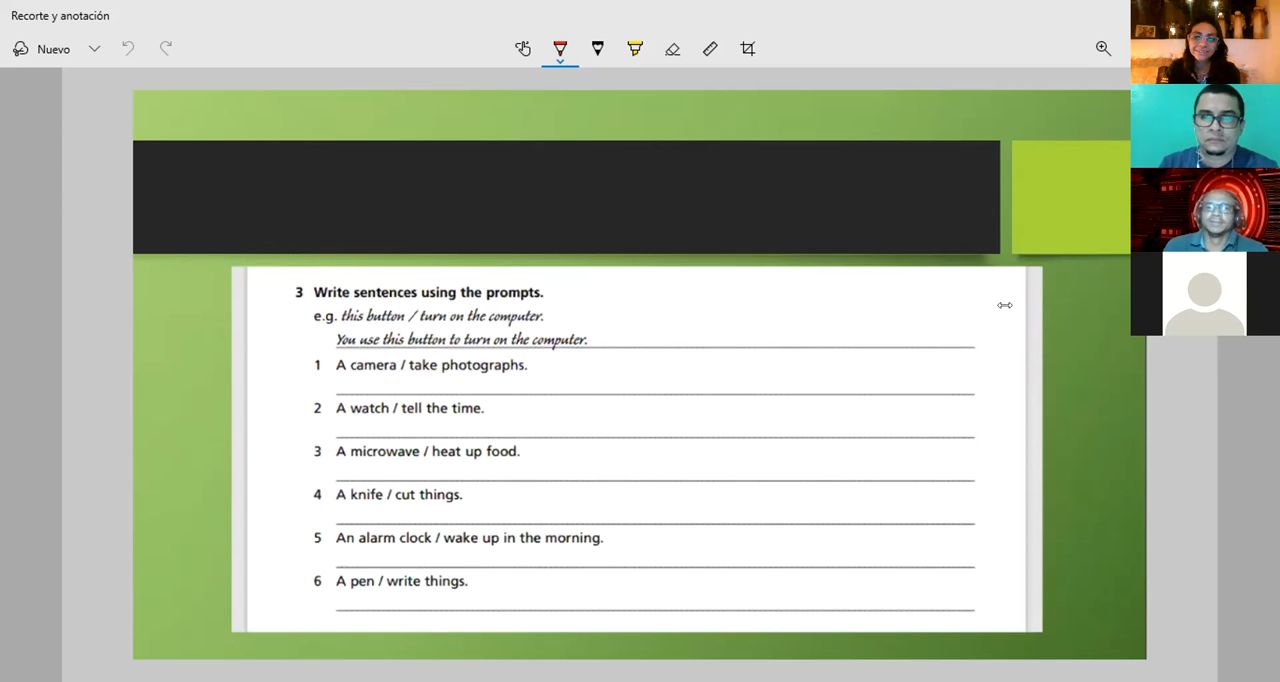 Recorte y anotación
Nuevo
3 Write sentences using the prompts.
e.g. this button / turn on the computer.
You use this button to turn on the computer.
1 A camera / take photographs.
2 A watch / tell the time.
3 A microwave / heat up food.
4 A knife / cut things.
5 An alarm clock / wake up in the morning.
6 A pen / write things.